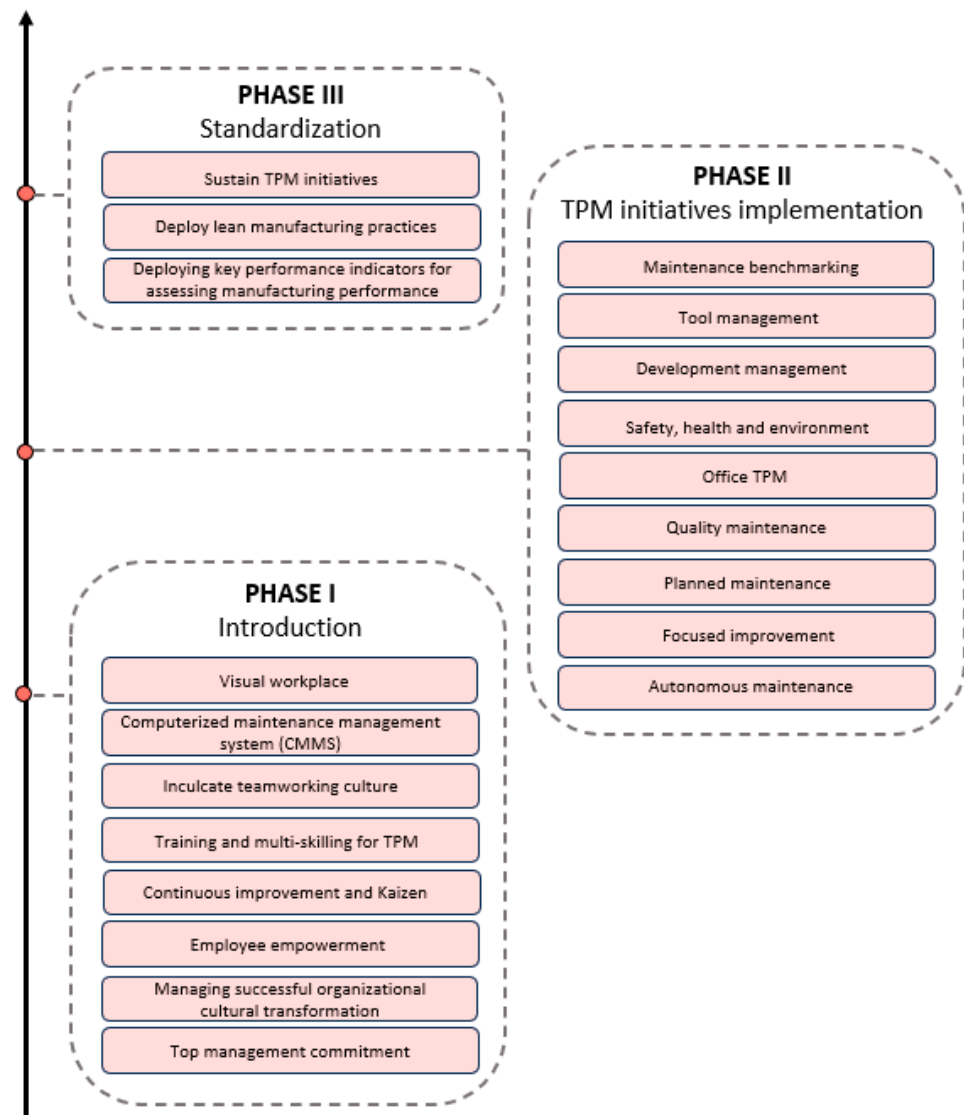 PHASE III
Standardization
Sustain TPM initiatives
Deploy lean manufacturing practices
Deploying key performance indicators for
assessing manufacturing performance
PHASE II
TPM initiatives implementation
Maintenance benchmarking
Tool management
Development management
Safety, health and environment
Office TPM
Quality maintenance
Planned maintenance
Focused improvement
Autonomous maintenance
PHASE I
Introduction
Visual workplace
Computerized maintenance management
system (CMMS)
Inculcate teamworking culture
Training and multi-skilling for TPM
Continuous improvement and Kaizen
Employee empowerment
Managing successful organizational
cultural transformation
Top management commitment